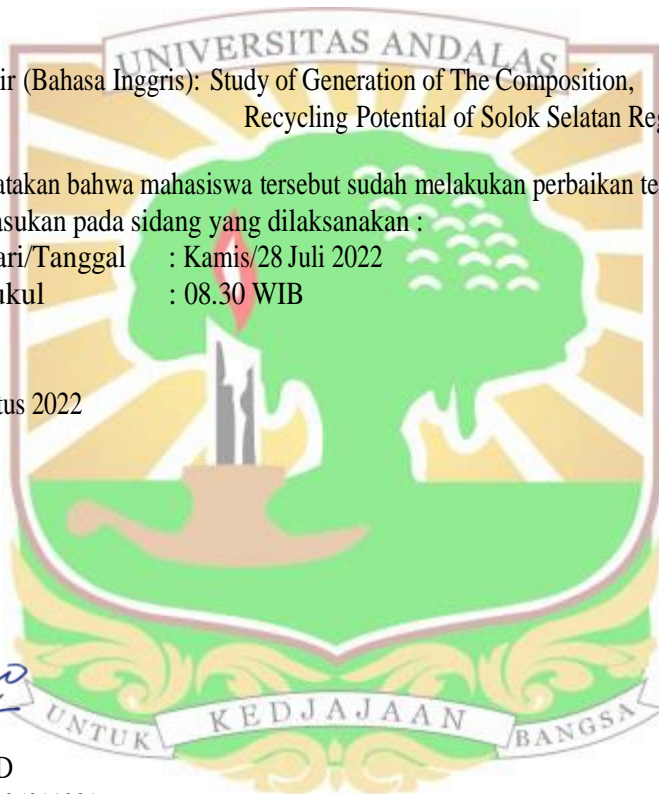 UNIVERSITAS ANDALAS
ir (Bahasa Inggris): Study of Generation of The Composition,
Recycling Potential of Solok Selatan Reg
atakan bahwa mahasiswa tersebut sudah melakukan perbaikan te
asukan pada sidang yang dilaksanakan :
ari/Tanggal : Kamis/28 Juli 2022
ukul : 08.30 WIB
tus 2022
UNTUK KEDJAJAAN BANGSA
D